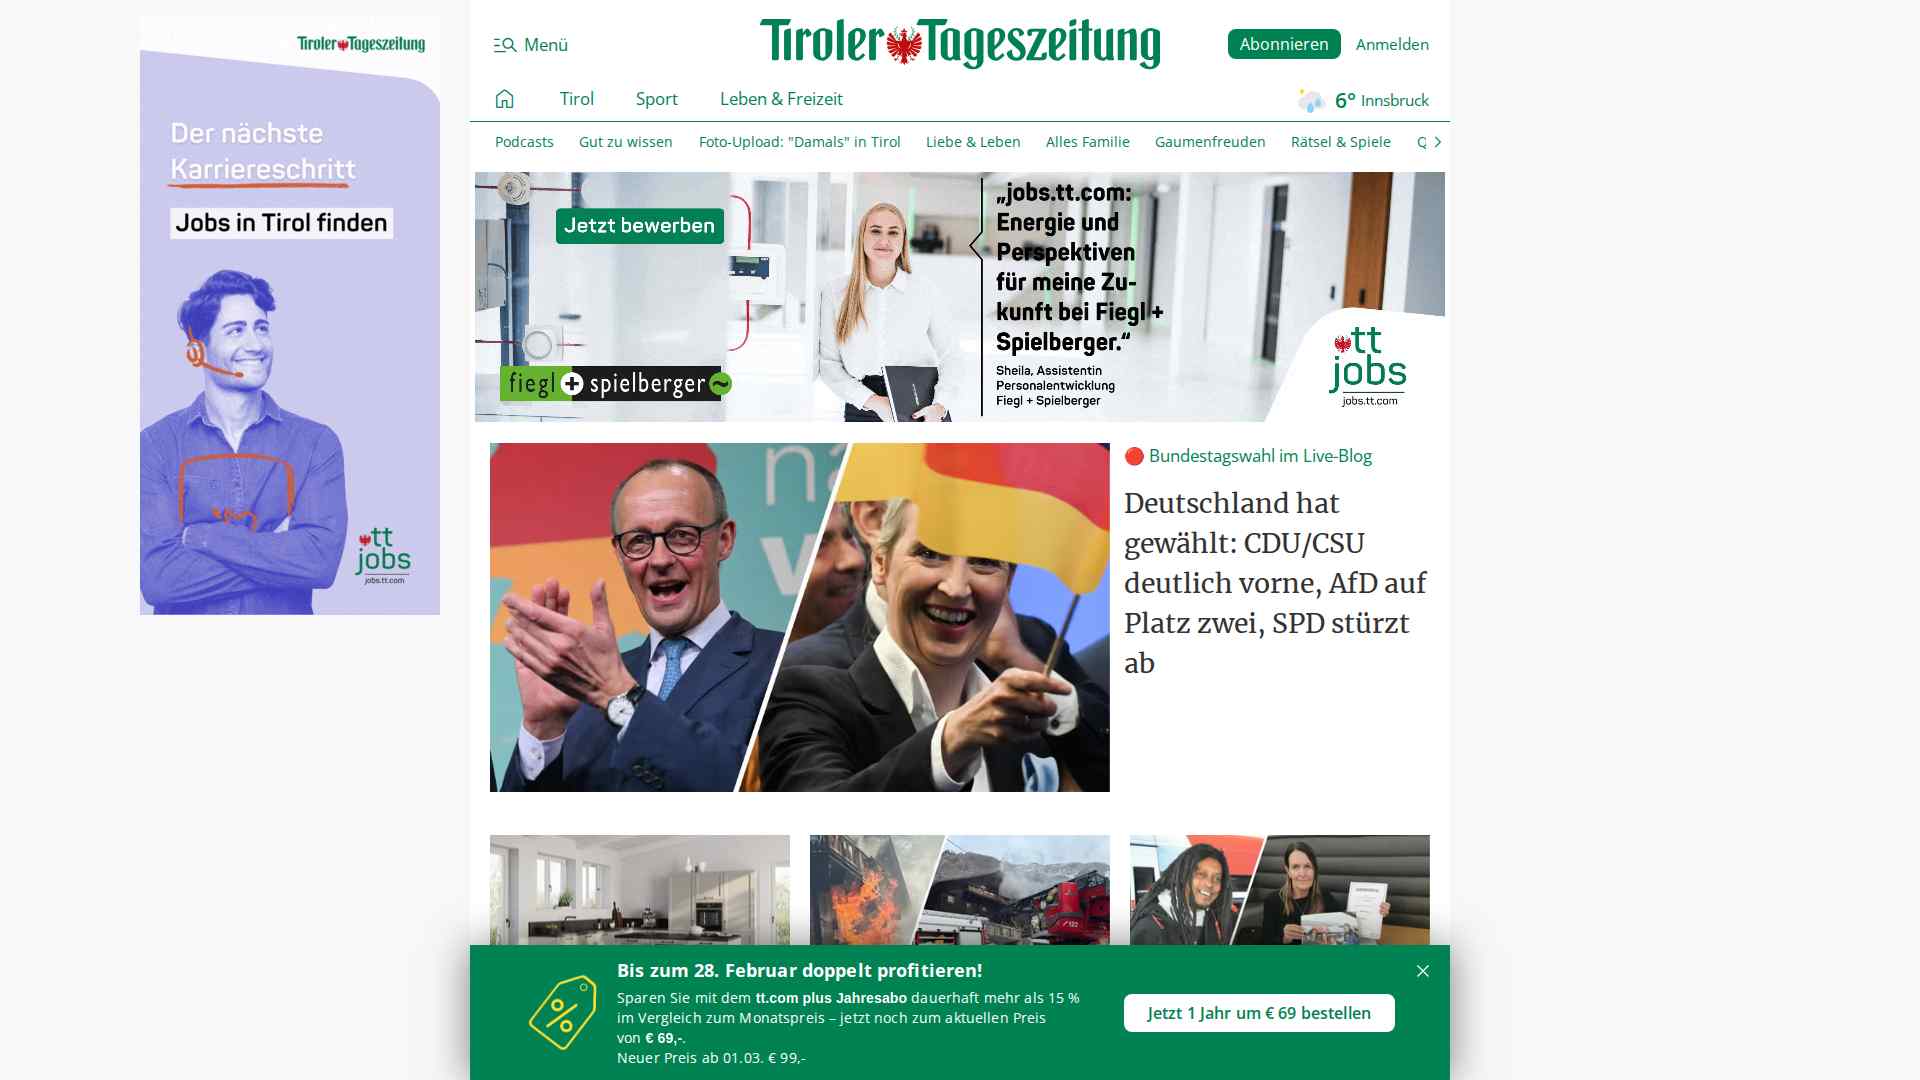 Tiroler Tageszeitung
Der nächste
Karriereschritt
Jobs in Tirol finden
tt
jobs
jobs.tt.com
Menü
Tiroler Tageszeitung
Abonnieren
Anmelden
Tirol
Sport
Leben & Freizeit
6° Innsbruck
Podcasts
Gut zu wissen
Foto-Upload: "Damals" in Tirol
Liebe & Leben
Alles Familie
Gaumenfreuden
Rätsel & Spiele
Jetzt bewerben
fiegl + spielberger ~
„jobs.tt.com:
Energie und
Perspektiven
für meine Zu-
kunft bei Fiegl +
Spielberger.“
Sheila, Assistentin
Personalentwicklung
Fiegl + Spielberger
tt
jobs
jobs.tt.com
Bundestagswahl im Live-Blog
Deutschland hat
gewählt: CDU/CSU
deutlich vorne, AfD auf
Platz zwei, SPD stürzt
ab
Bis zum 28. Februar doppelt profitieren!
Sparen Sie mit dem tt.com plus Jahresabo dauerhaft mehr als 15 %
im Vergleich zum Monatspreis – jetzt noch zum aktuellen Preis
von € 69,-.
Neuer Preis ab 01.03. € 99,-
Jetzt 1 Jahr um € 69 bestellen